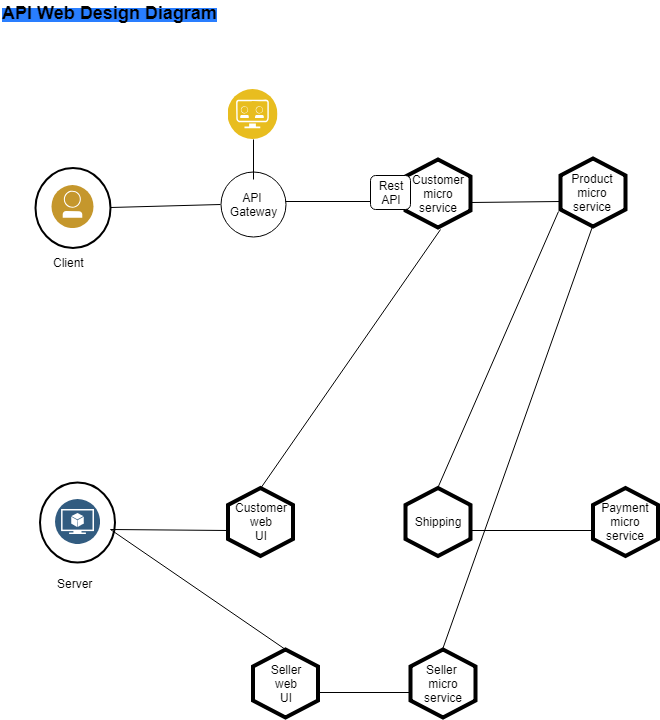 API Web Design Diagram
API
Gateway
Rest
API
Customer
micro
service
Product
micro
service
Client
Customer
web
UI
Shipping
Payment
micro
service
Server
Seller
web
UI
Seller
micro
service